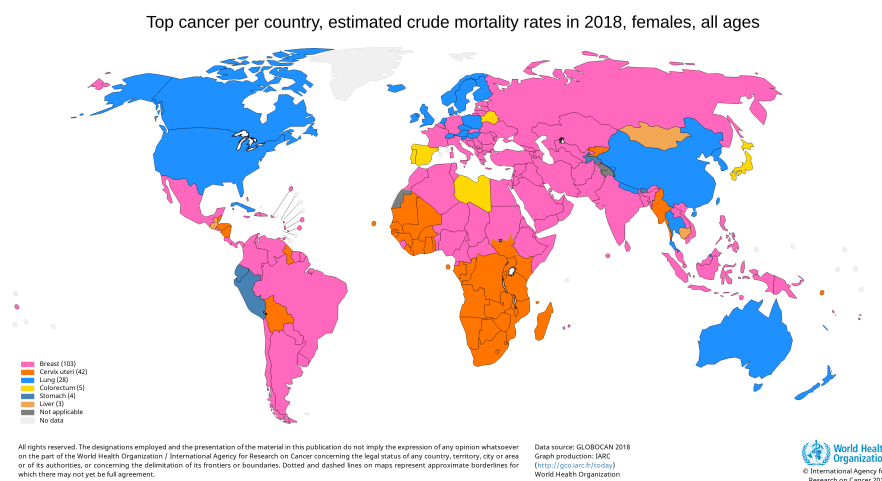 Top cancer per country, estimated crude mortality rates in 2018, females, all ages
Breast (103)
Cervix uteri (42)
Lung (28)
Colorectum (5)
Stomach (4)
Liver (3)
Not applicable
No data
All rights reserved. The designations employed and the presentation of the material in this publication do not imply the expression of any opinion whatsoever
on the part of the World Health Organization / International Agency for Research on Cancer concerning the legal status of any country, territory, city or area
or of its authorities, or concerning the delimitation of its frontiers or boundaries. Dotted and dashed lines on maps represent approximate borderlines for
which there may not yet be full agreement.
Data source: GLOBOCAN 2018
Graph production: IARC
(http://gco.iarc.fr/today)
World Health Organization
World Healt
Organizatio
© International Agency f
Research on Cancer 20